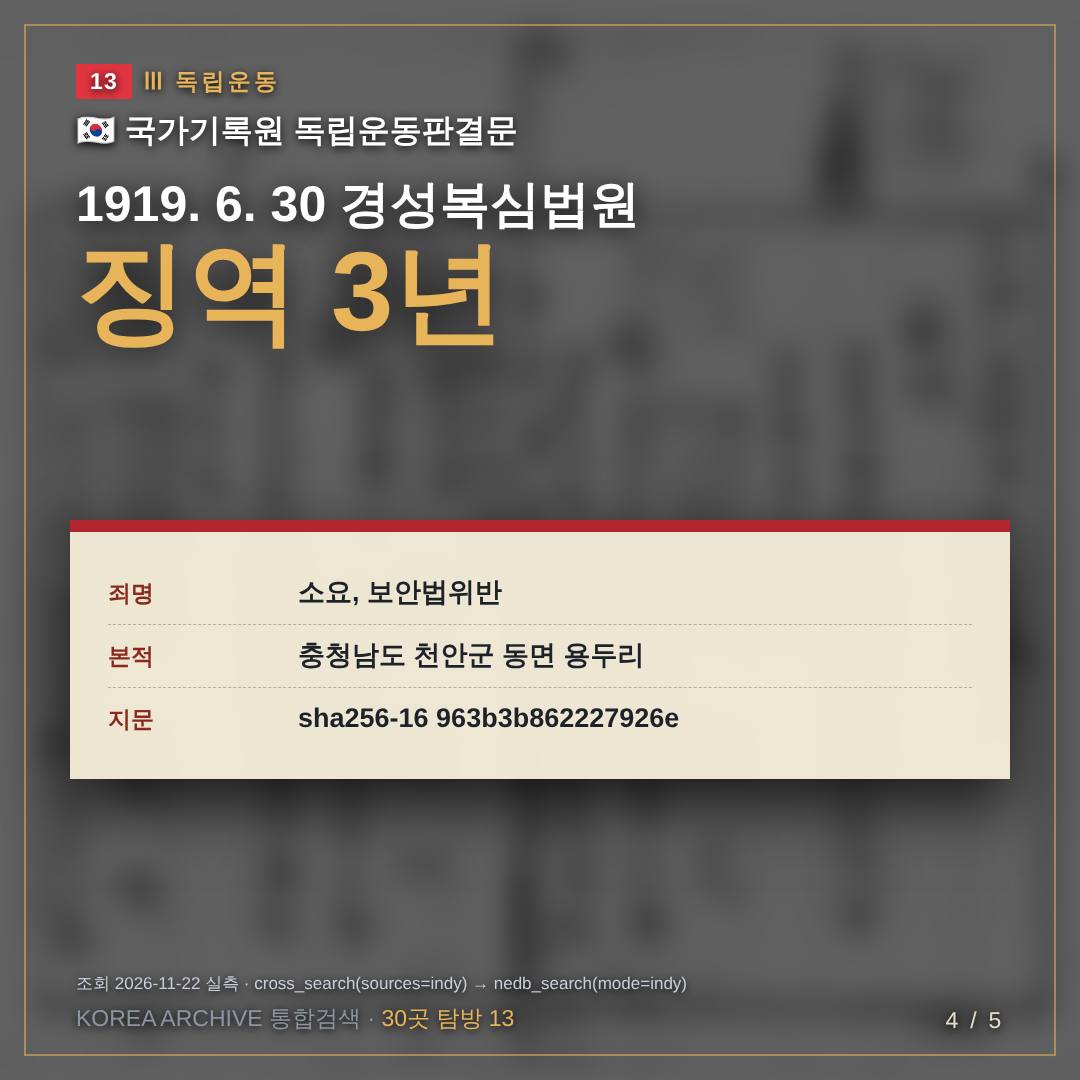 13 Ⅲ 독립운동
🇰🇷 국가기록원 독립운동판결문
1919. 6. 30 경성복심법원
징역 3년
죄명 소요, 보안법위반
본적 충청남도 천안군 동면 용두리
지문 sha256-16 963b3b862227926e
조회 2026-11-22 실측 · cross_search(sources=indy) → nedb_search(mode=indy)
KOREA ARCHIVE 통합검색 · 30곳 탐방 13
4 / 5